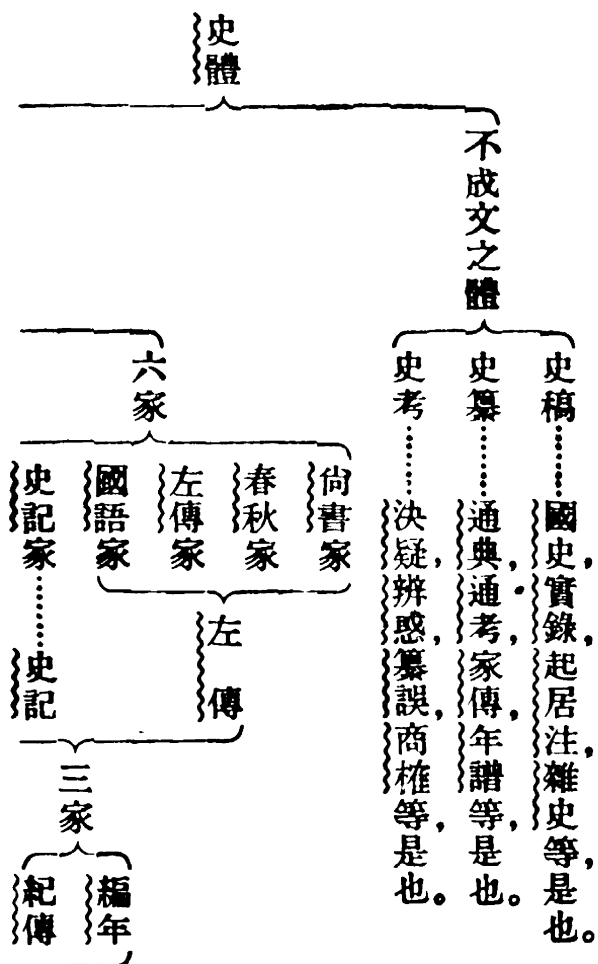 史體
不成文之體
史稿………國史，實錄，起居注，雜史等，是也。
史纂………通典，通考，家傳，年譜等，是也。
史考………決疑，辨惑，纂誤，商榷等，是也。
六家
尙書家
春秋家
左傳家
國語家
史記家………史記
左傳
三家
編年
紀傳